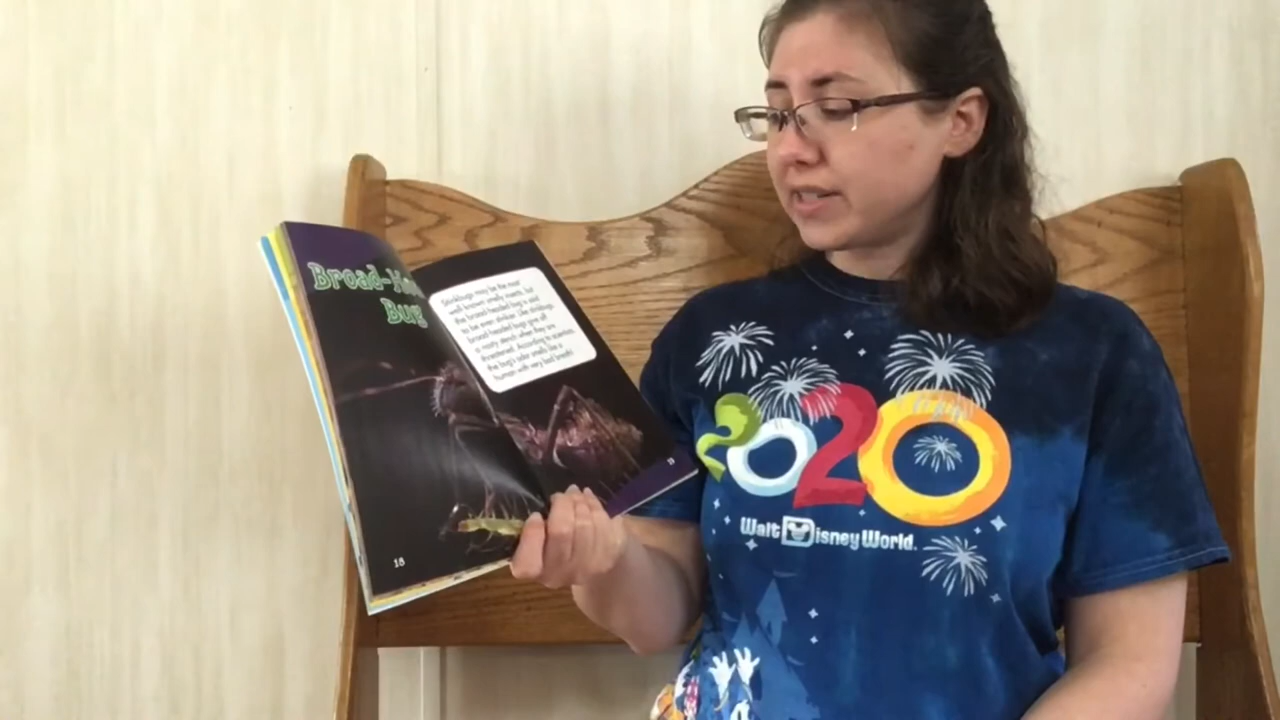 Broad-
Bug
Stinkbugs may be the most
well-known smelly insects, but
the broad-headed bug is said
to be even stinkier. Like stinkbugs,
broad-headed bugs give off
a nasty stench when they are
threatened. According to scientists,
the bug's odor smells like a
human with very bad breath!
18
19
2020
Walt Disney World